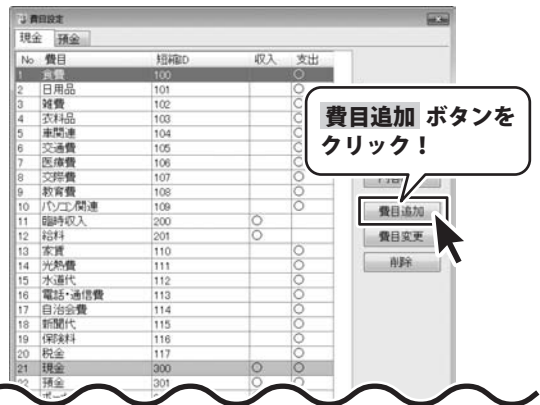 費目設定
現金 預金
No 費目 短縮ID 収入 支出
1 食費 100 ○
2 日用品 101 ○
3 雑費 102 ○
4 衣料品 103 ○
5 車関連 104 ○
6 交通費 105 ○
7 医療費 106 ○
8 交際費 107 ○
9 教育費 108 ○
10 パソコン関連 109 ○
11 臨時収入 200 ○
12 給料 201 ○
13 家賃 110 ○
14 光熱費 111 ○
15 水道代 112 ○
16 電話・通信費 113 ○
17 自治会費 114 ○
18 新聞代 115 ○
19 保険料 116 ○
20 税金 117 ○
21 現金 300 ○ ○
22 預金 301 ○ ○
費目追加 ボタンを
クリック！
費目追加
費目変更
削除